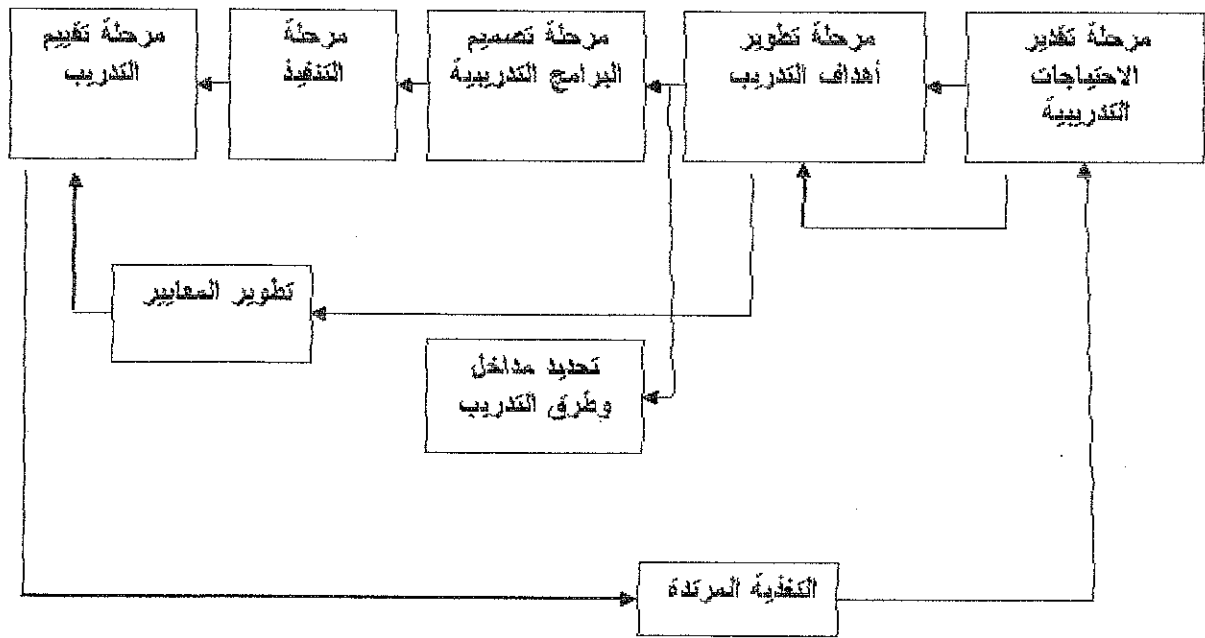 مرحلة تقدير
الاحتياجات
التدريبية
مرحلة تطوير
أهداف التدريب
مرحلة تصميم
البرامج التدريبية
مرحلة
التنفيذ
مرحلة تقييم
التدريب
تطوير المعايير
تحديد مداخل
وطرق التدريب
التغذية المرتدة